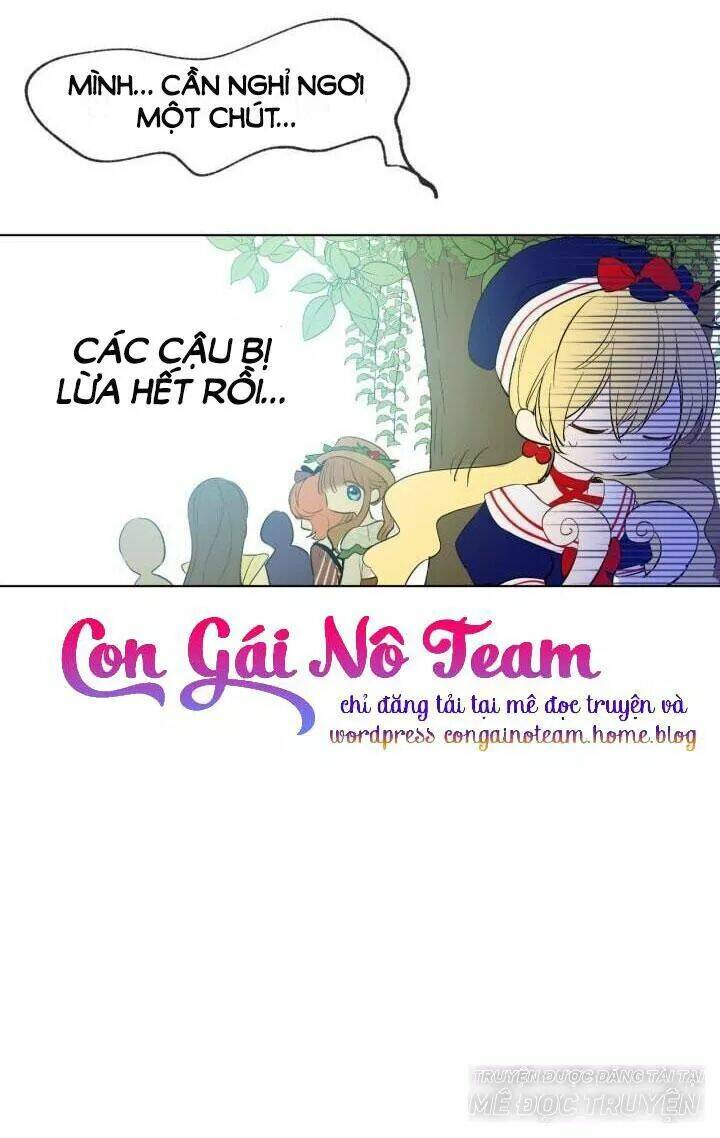 MÌNH... CẦN NGHỈ NGƠI
MỘT CHÚT...
CÁC CẬU BỊ
LỪA HẾT RỒI...
CON GÁI NÔ TEAM
chỉ đăng tải tại mê đọc truyện và
wordpress congainoteam.home.blog
TRUYỆN ĐƯỢC ĐĂNG TẢI TẠI
MÊ ĐỌC TRUYỆN